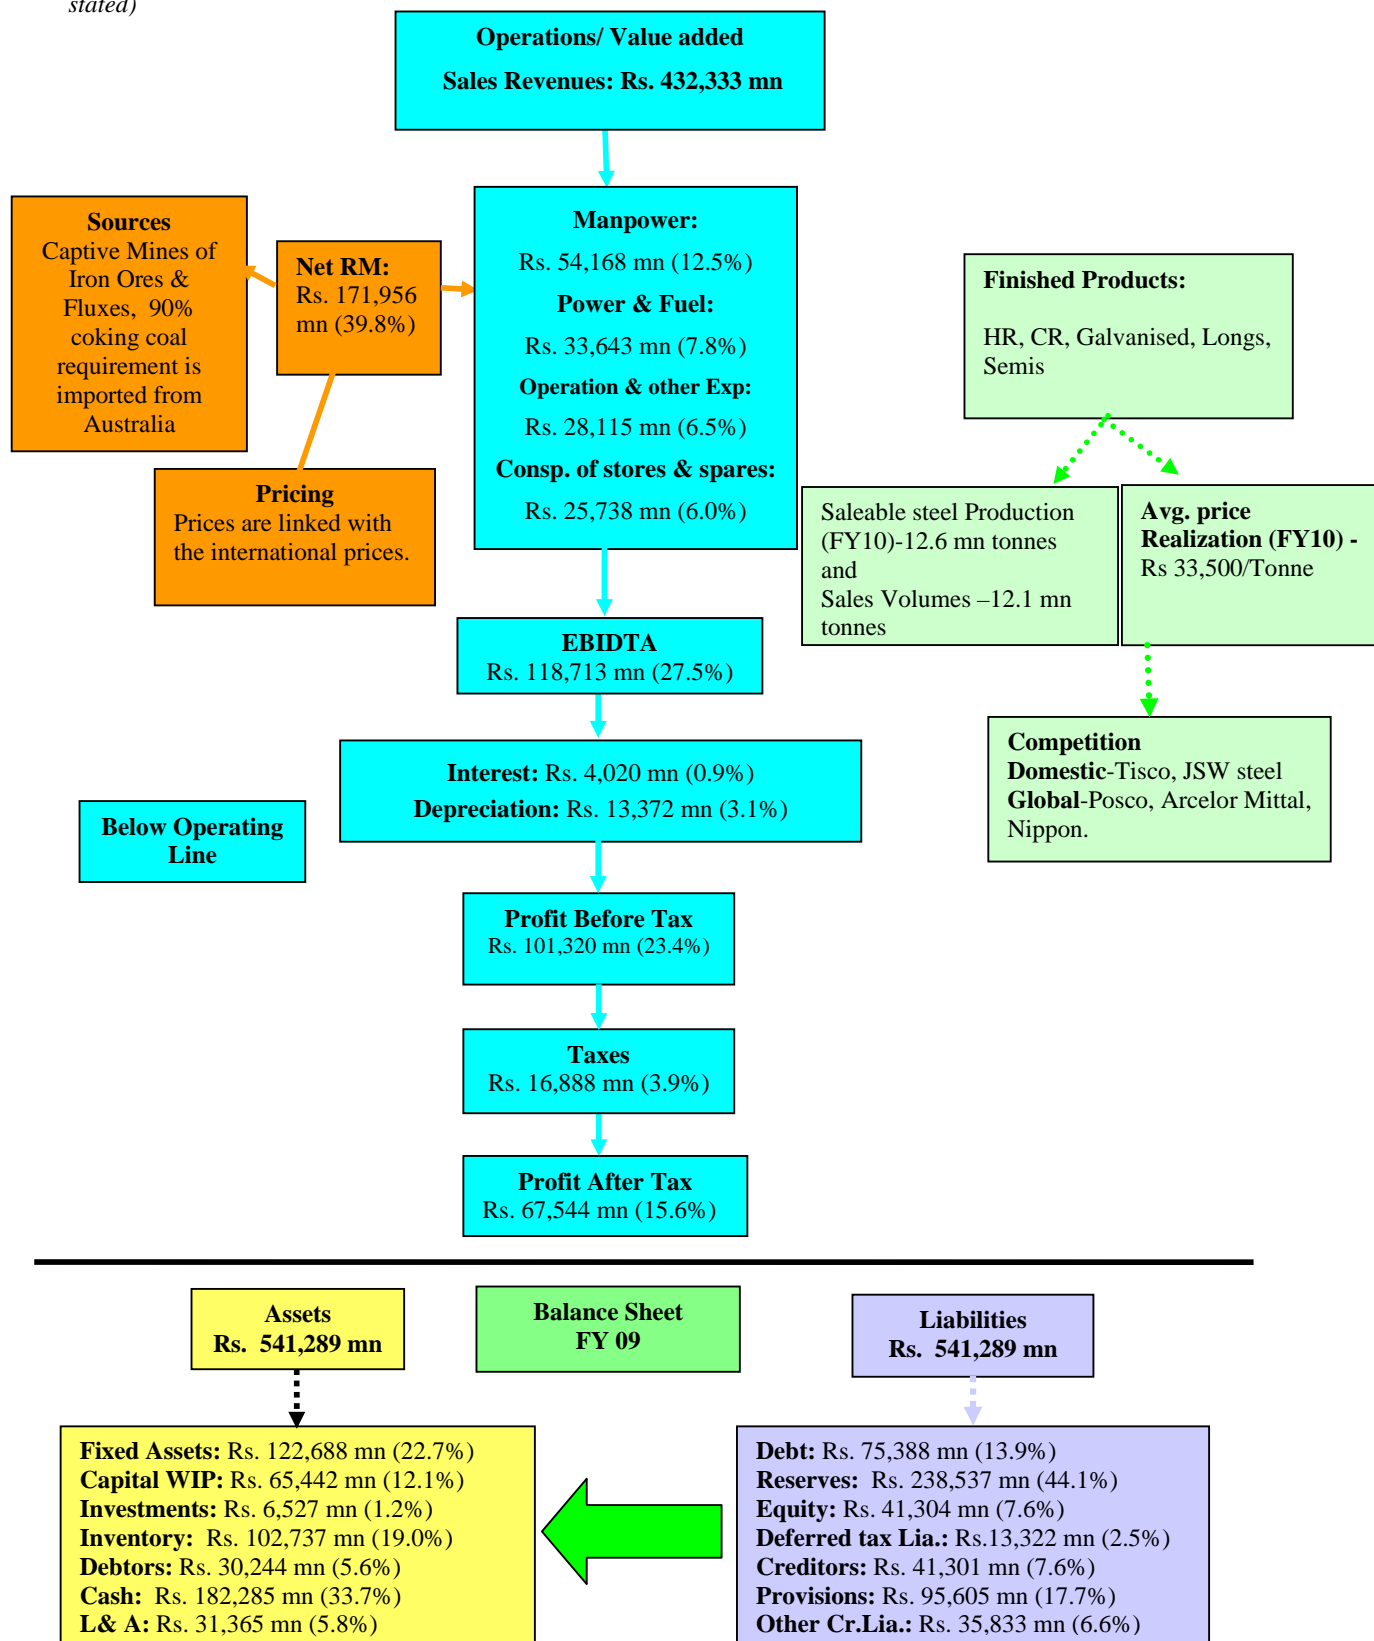 stated)
Operations/ Value added
Sales Revenues: Rs. 432,333 mn
Sources
Captive Mines of
Iron Ores &
Fluxes, 90%
coking coal
requirement is
imported from
Australia
Net RM:
Rs. 171,956
mn (39.8%)
Pricing
Prices are linked with
the international prices.
Manpower:
Rs. 54,168 mn (12.5%)
Power & Fuel:
Rs. 33,643 mn (7.8%)
Operation & other Exp:
Rs. 28,115 mn (6.5%)
Consp. of stores & spares:
Rs. 25,738 mn (6.0%)
Finished Products:
HR, CR, Galvanised, Longs,
Semis
Saleable steel Production
(FY10)-12.6 mn tonnes
and
Sales Volumes –12.1 mn
tonnes
Avg. price
Realization (FY10) -
Rs 33,500/Tonne
EBIDTA
Rs. 118,713 mn (27.5%)
Competition
Domestic-Tisco, JSW steel
Global-Posco, Arcelor Mittal,
Nippon.
Interest: Rs. 4,020 mn (0.9%)
Depreciation: Rs. 13,372 mn (3.1%)
Below Operating
Line
Profit Before Tax
Rs. 101,320 mn (23.4%)
Taxes
Rs. 16,888 mn (3.9%)
Profit After Tax
Rs. 67,544 mn (15.6%)
Assets
Rs. 541,289 mn
Balance Sheet
FY 09
Liabilities
Rs. 541,289 mn
Fixed Assets: Rs. 122,688 mn (22.7%)
Capital WIP: Rs. 65,442 mn (12.1%)
Investments: Rs. 6,527 mn (1.2%)
Inventory: Rs. 102,737 mn (19.0%)
Debtors: Rs. 30,244 mn (5.6%)
Cash: Rs. 182,285 mn (33.7%)
L& A: Rs. 31,365 mn (5.8%)
Debt: Rs. 75,388 mn (13.9%)
Reserves: Rs. 238,537 mn (44.1%)
Equity: Rs. 41,304 mn (7.6%)
Deferred tax Lia.: Rs.13,322 mn (2.5%)
Creditors: Rs. 41,301 mn (7.6%)
Provisions: Rs. 95,605 mn (17.7%)
Other Cr.Lia.: Rs. 35,833 mn (6.6%)